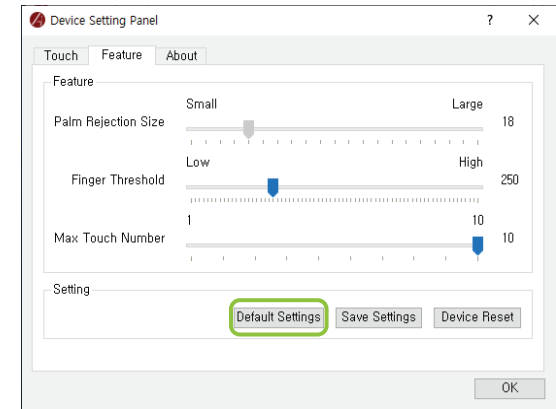 Device Setting Panel ? ×
Touch Feature About
Feature
Small Large
Palm Rejection Size 18
Low High
Finger Threshold 250
1 10
Max Touch Number 10
Setting
Default Settings Save Settings Device Reset
OK